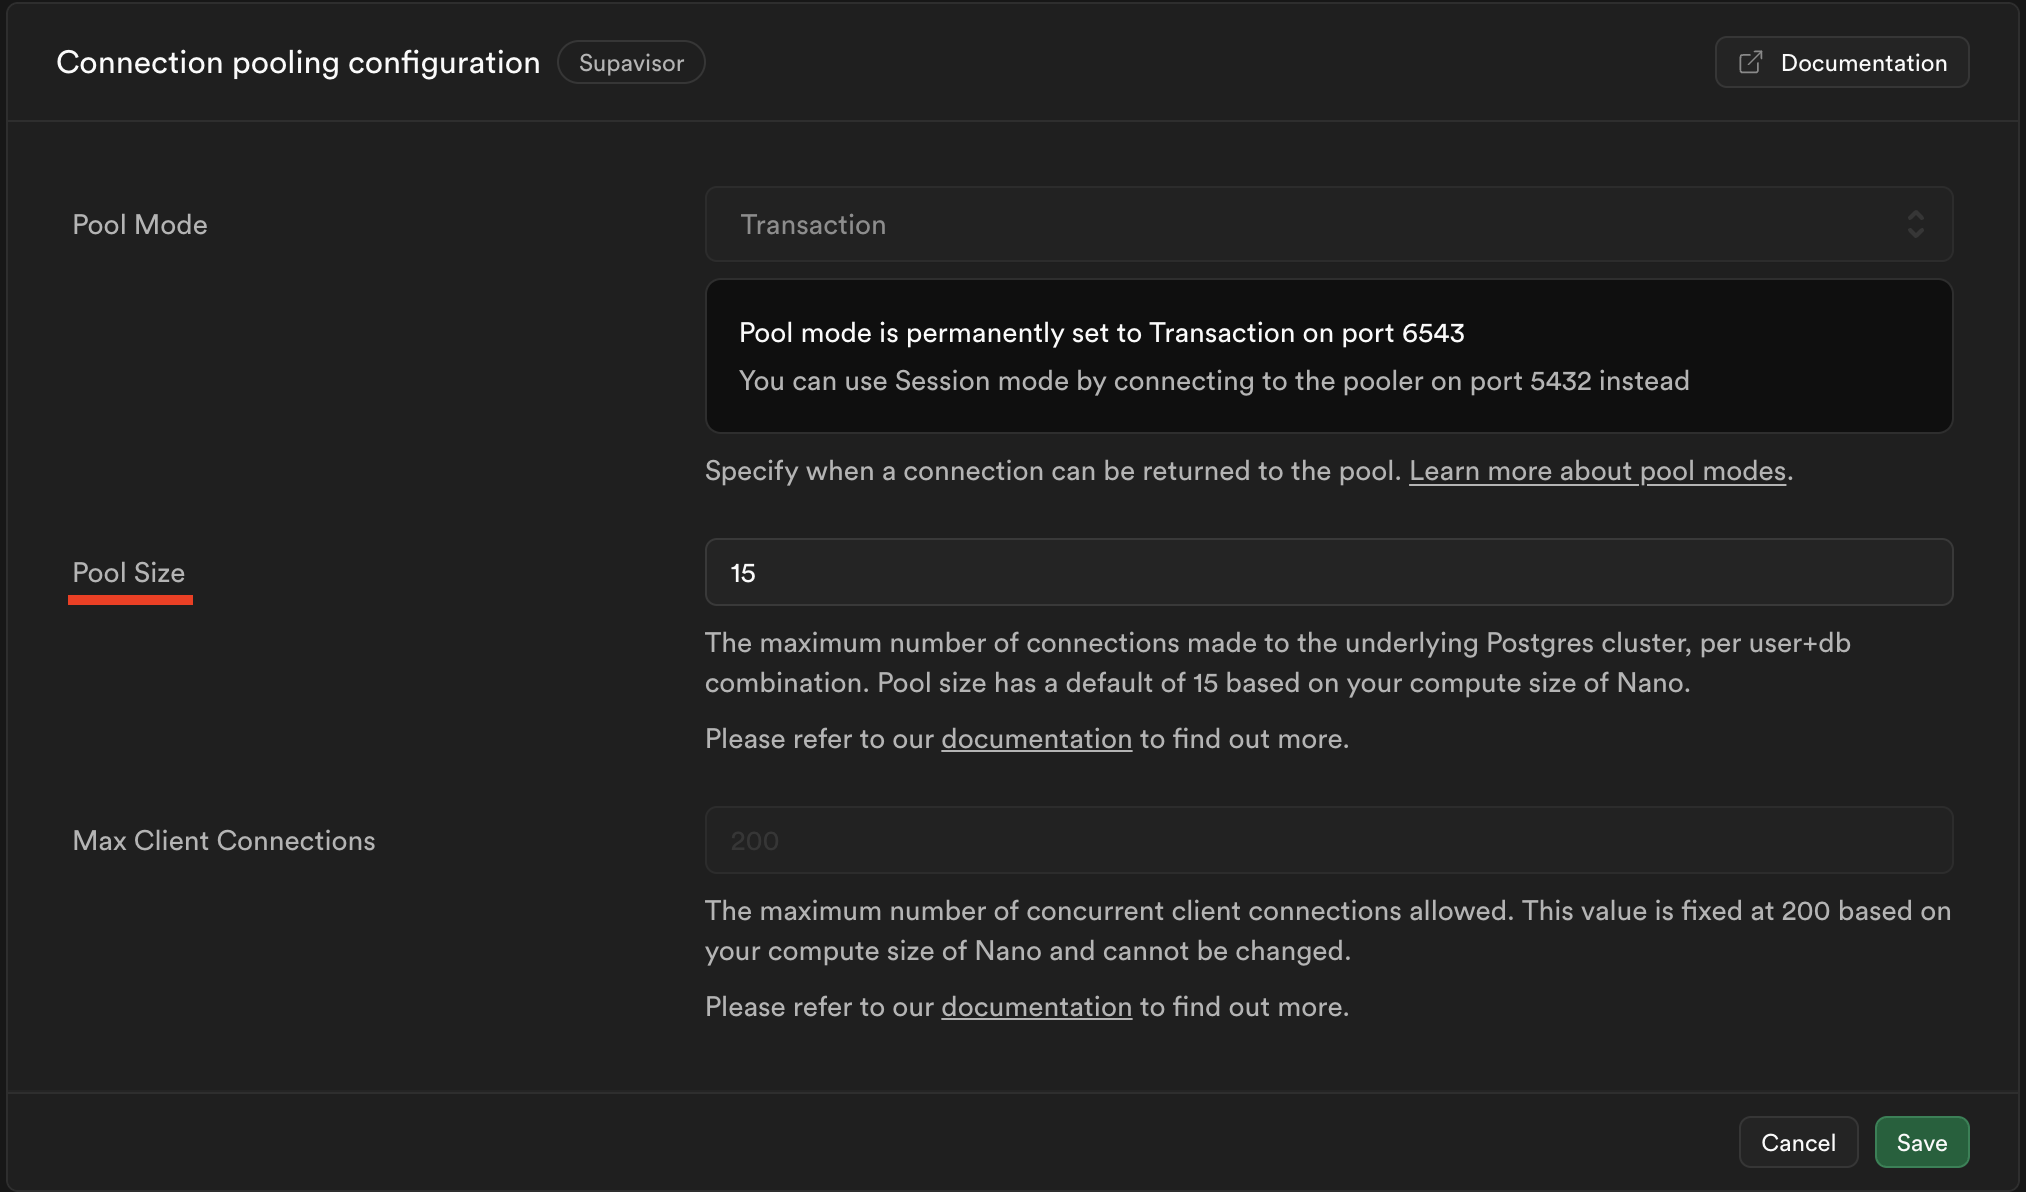 Connection pooling configuration Supavisor Documentation
Pool Mode Transaction
Pool mode is permanently set to Transaction on port 6543
You can use Session mode by connecting to the pooler on port 5432 instead
Specify when a connection can be returned to the pool. Learn more about pool modes.
Pool Size 15
The maximum number of connections made to the underlying Postgres cluster, per user+db
combination. Pool size has a default of 15 based on your compute size of Nano.
Please refer to our documentation to find out more.
Max Client Connections 200
The maximum number of concurrent client connections allowed. This value is fixed at 200 based on
your compute size of Nano and cannot be changed.
Please refer to our documentation to find out more.
Cancel Save